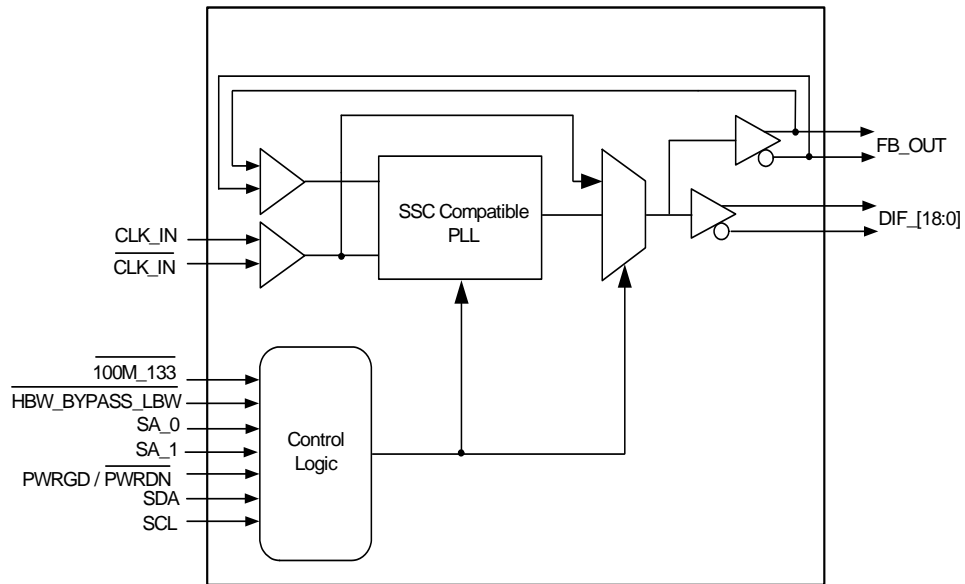 FB_OUT
SSC Compatible
PLL
DIF_[18:0]
CLK_IN
CLK_IN
100M_133
HBW_BYPASS_LBW
SA_0
SA_1
PWRGD / PWRDN
SDA
SCL
Control
Logic